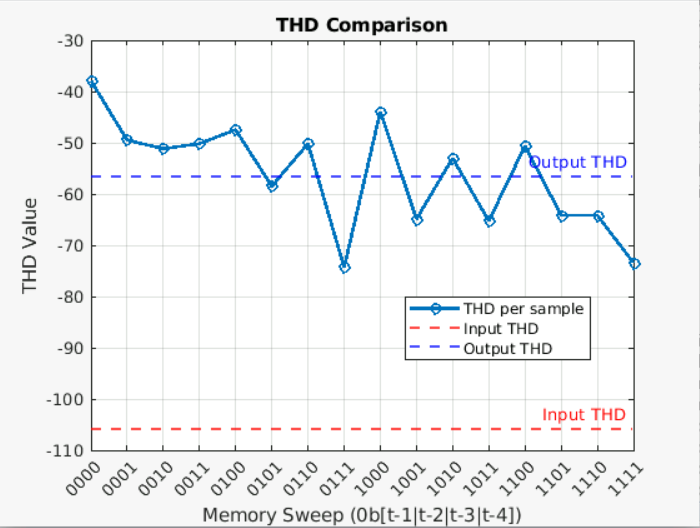 THD Comparison
-30
-40
-50
Output THD
-60
-70
THD Value
-80
THD per sample
Input THD
-90
Output THD
-100
Input THD
-110
0000 0001 0010 0011 0100 0101 0110 0111 1000 1001 1010 1011 1100 1101 1110 1111
Memory Sweep (0b[t-1|t-2|t-3|t-4])